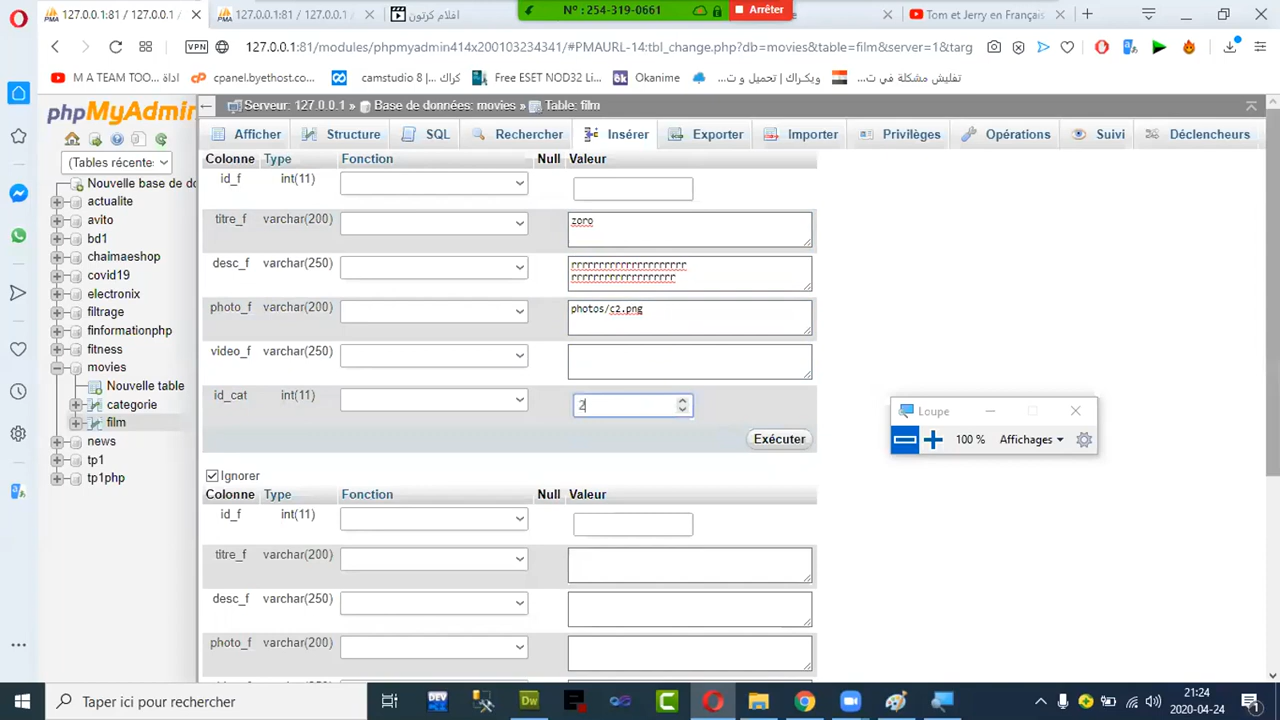 127.0.0.1:81 / 127.0.0.1
127.0.0.1:81 / 127.0.0.1
افلام كرتون
N° : 254-319-0661
Arrêter
Tom et Jerry en Français
VPN
127.0.0.1:81/modules/phpmyadmin414x200103234341/#PMAURL-14:tbl_change.php?db=movies&table=film&server=1&targ
M A TEAM TOO... اداة
cpanel.byethost.c...
camstudio 8] كراك ...
Free ESET NOD32 Li...
Okanime
ويكراك | تحميل و ت...
تفليش مشكلة في ت...
phpMyAdmin
(Tables récentes
Nouvelle base de do
actualite
avito
bd1
chaimaeshop
covid19
electronix
filtrage
finformationphp
fitness
movies
Nouvelle table
categorie
film
news
tp1
tp1php
Serveur: 127.0.0.1 » Base de données: movies » Table: film
Afficher Structure SQL Rechercher Insérer Exporter Importer Privilèges Opérations Suivi Déclencheurs
Colonne Type Fonction Null Valeur
id_f int(11)
titre_f varchar(200) zoro
desc_f varchar(250) rrrrrrrrrrrrrrrrrrrrr
rrrrrrrrrrrrrrrrrrr
photo_f varchar(200) photos/c2.png
video_f varchar(250)
id_cat int(11) 2
Exécuter
Ignorer
Colonne Type Fonction Null Valeur
id_f int(11)
titre_f varchar(200)
desc_f varchar(250)
photo_f varchar(200)
Loupe
100 % Affichages
Taper ici pour rechercher
DEV
Dw
21:24
2020-04-24
1